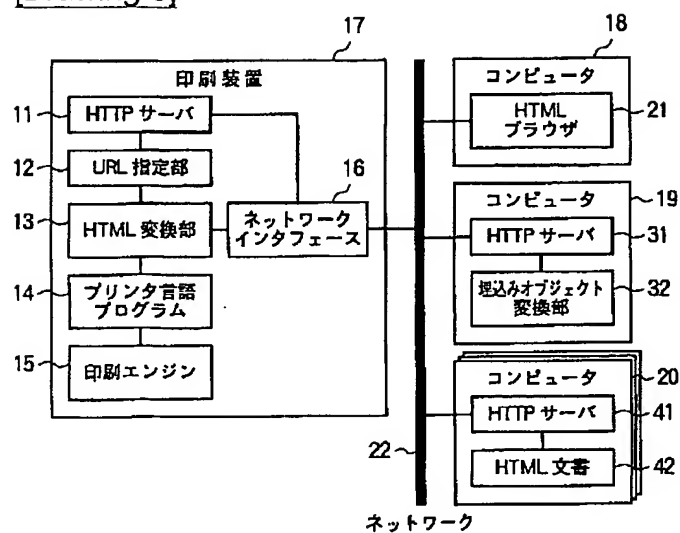 17
印刷装置
11
HTTP サーバ
12
URL 指定部
16
13
HTML 変換部
ネットワーク
インタフェース
14
プリンタ言語
プログラム
15
印刷エンジン
18
コンピュータ
HTML
ブラウザ
21
コンピュータ
19
HTTP サーバ
31
埋込みオブジェクト
変換部
32
コンピュータ
20
HTTP サーバ
41
22
HTML 文書
42
ネットワーク